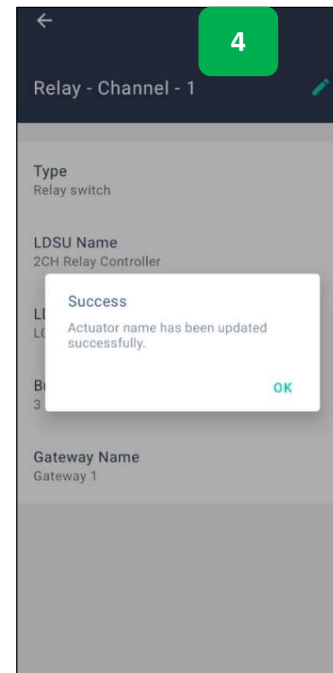 4
Relay - Channel - 1
Type
Relay switch
LDSU Name
2CH Relay Controller
Success
Actuator name has been updated
successfully.
OK
3
Gateway Name
Gateway 1